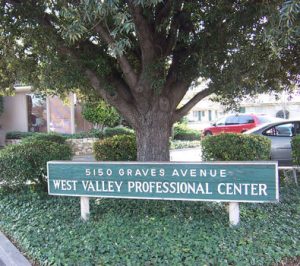 5150 GRAVES AVENUE
WEST VALLEY PROFESSIONAL CENTER